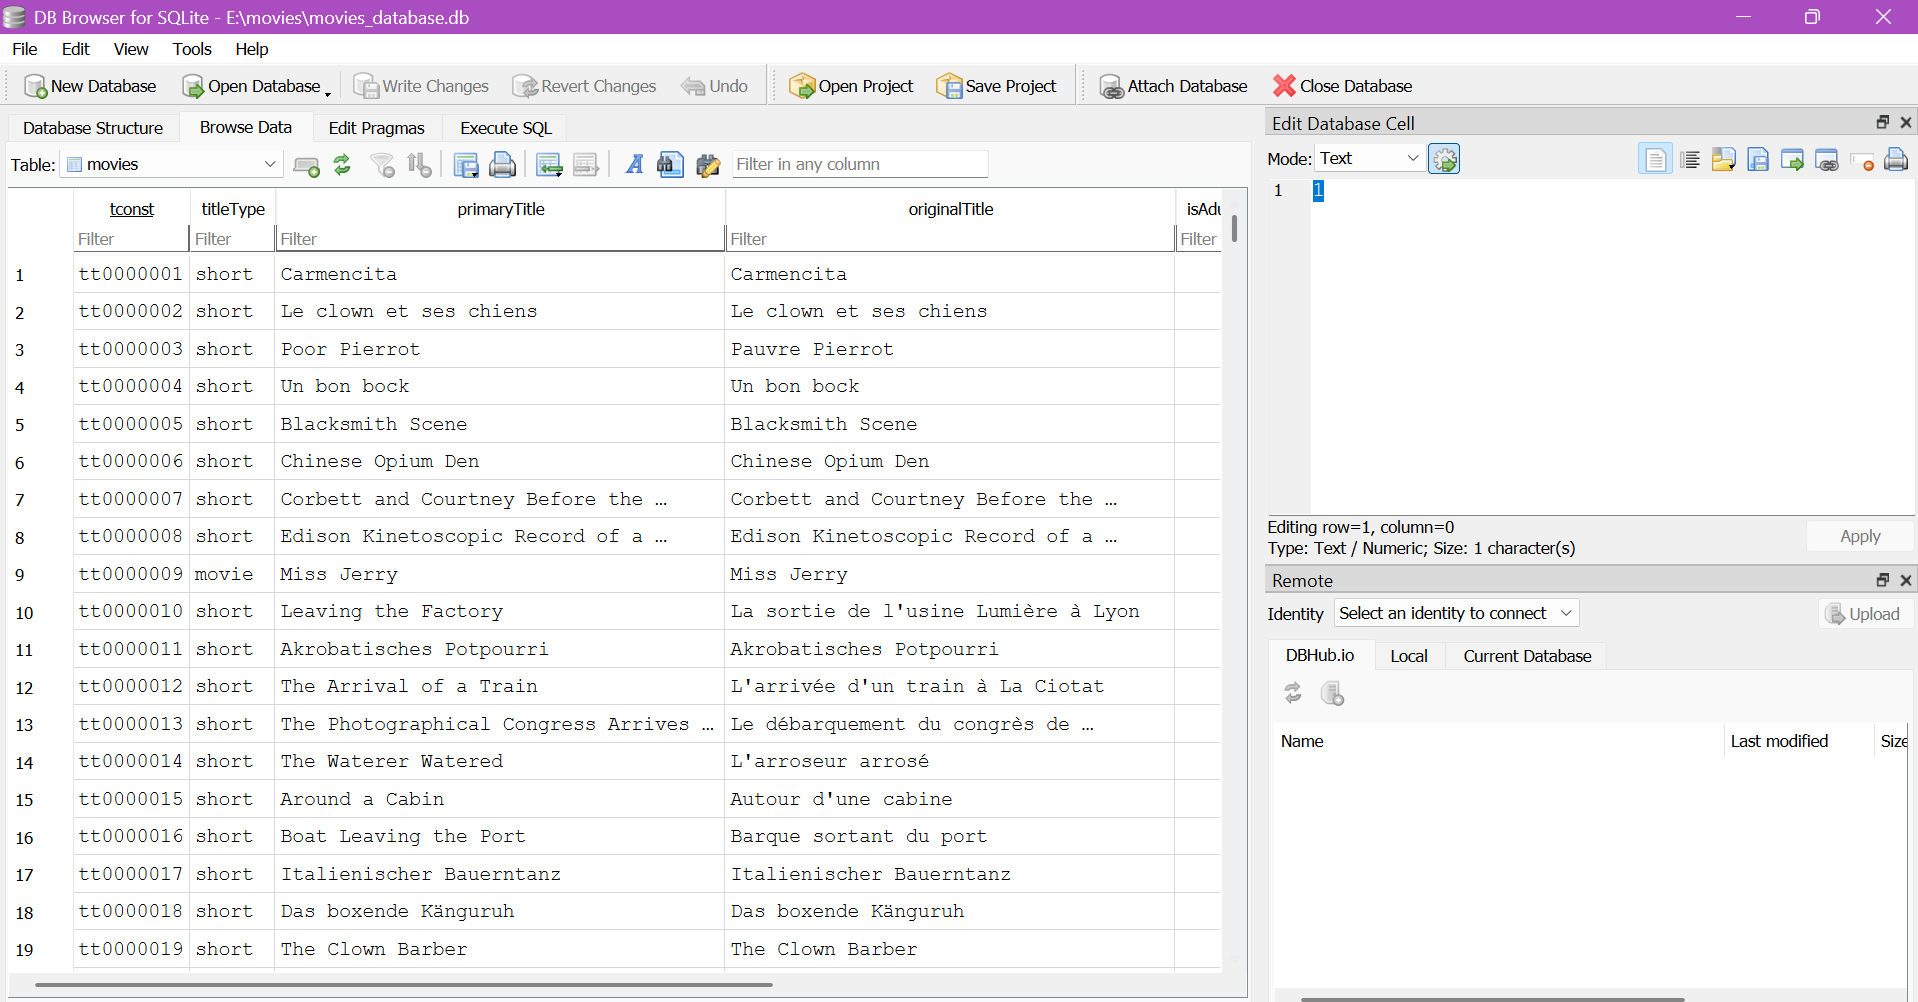 DB Browser for SQLite - E:\movies\movies_database.db
File Edit View Tools Help
New Database Open Database Write Changes Revert Changes Undo Open Project Save Project Attach Database Close Database
Database Structure Browse Data Edit Pragmas Execute SQL
Table: movies Filter in any column
tconst titleType primaryTitle originalTitle isAdu
Filter Filter Filter Filter Filter
1 tt0000001 short Carmencita Carmencita
2 tt0000002 short Le clown et ses chiens Le clown et ses chiens
3 tt0000003 short Poor Pierrot Pauvre Pierrot
4 tt0000004 short Un bon bock Un bon bock
5 tt0000005 short Blacksmith Scene Blacksmith Scene
6 tt0000006 short Chinese Opium Den Chinese Opium Den
7 tt0000007 short Corbett and Courtney Before the … Corbett and Courtney Before the …
8 tt0000008 short Edison Kinetoscopic Record of a … Edison Kinetoscopic Record of a …
9 tt0000009 movie Miss Jerry Miss Jerry
10 tt0000010 short Leaving the Factory La sortie de l'usine Lumière à Lyon
11 tt0000011 short Akrobatisches Potpourri Akrobatisches Potpourri
12 tt0000012 short The Arrival of a Train L'arrivée d'un train à La Ciotat
13 tt0000013 short The Photographical Congress Arrives … Le débarquement du congrès de …
14 tt0000014 short The Waterer Watered L'arroseur arrosé
15 tt0000015 short Around a Cabin Autour d'une cabine
16 tt0000016 short Boat Leaving the Port Barque sortant du port
17 tt0000017 short Italienischer Bauerntanz Italienischer Bauerntanz
18 tt0000018 short Das boxende Känguruh Das boxende Känguruh
19 tt0000019 short The Clown Barber The Clown Barber
Edit Database Cell
Mode: Text
1 1
Editing row=1, column=0
Type: Text / Numeric; Size: 1 character(s)
Apply
Remote
Identity Select an identity to connect Upload
DBHub.io Local Current Database
Name Last modified Size